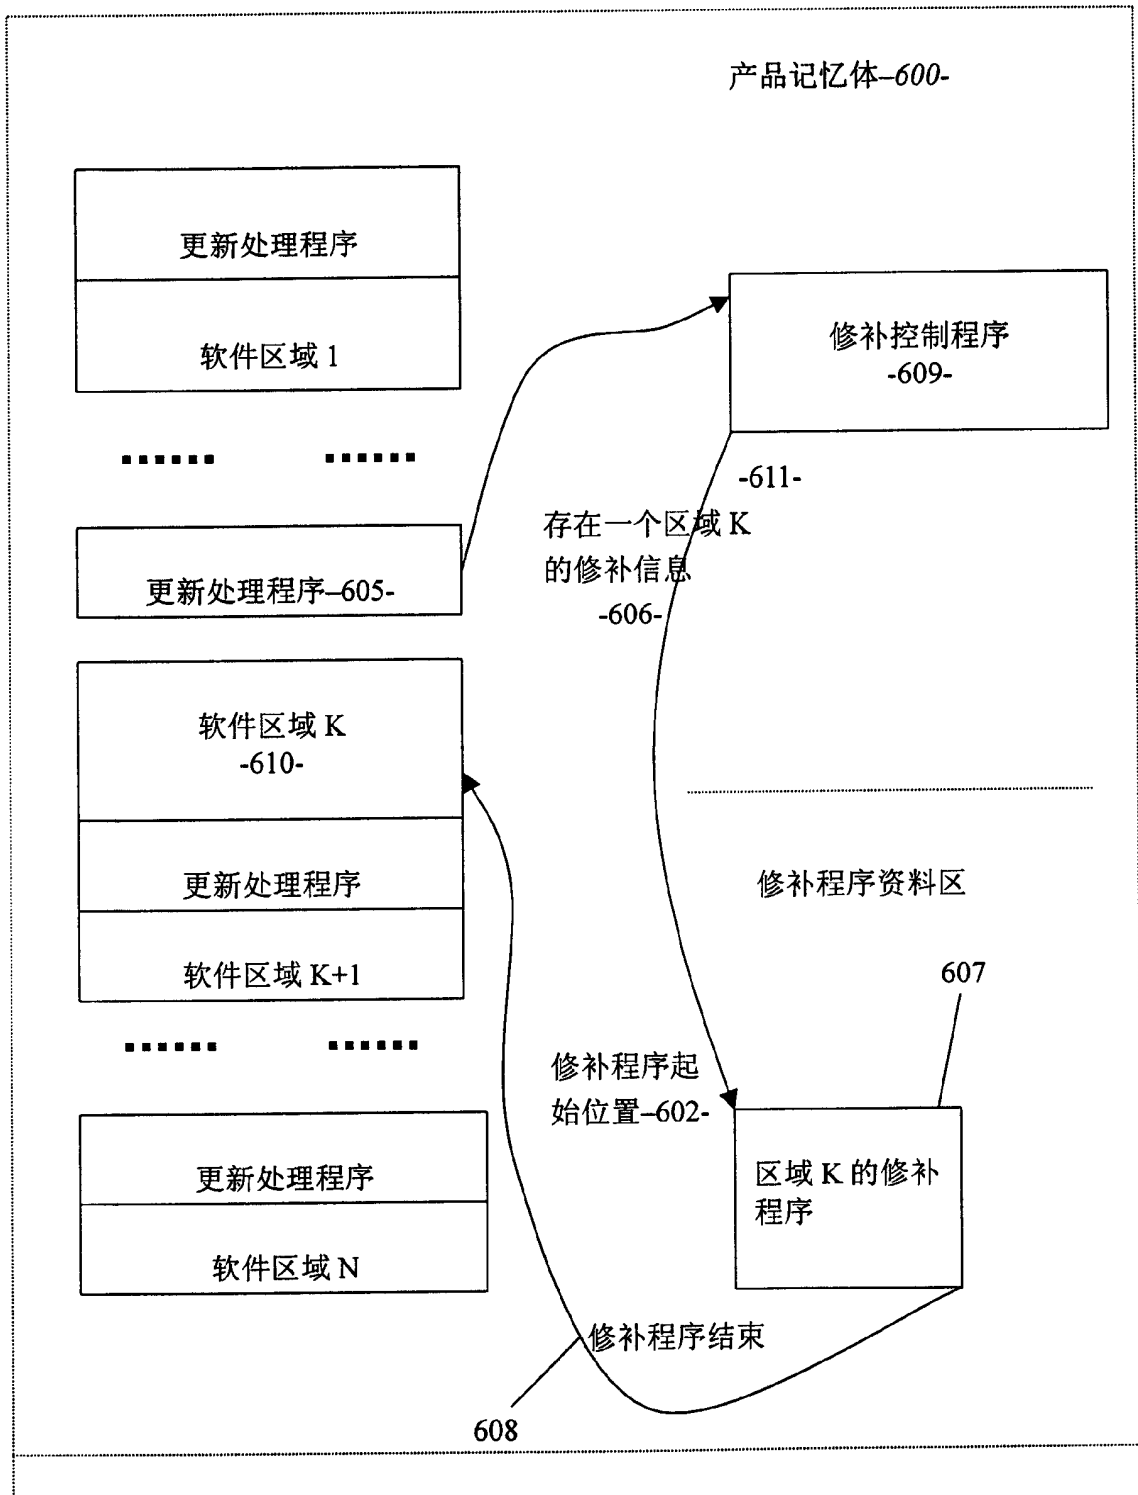 产品记忆体–600-
更新处理程序
软件区域 1
修补控制程序
-609-
-611-
存在一个区域 K
的修补信息
-606-
更新处理程序–605-
软件区域 K
-610-
更新处理程序
软件区域 K+1
修补程序资料区
607
修补程序起
始位置–602-
区域 K 的修补
程序
更新处理程序
软件区域 N
修补程序结束
608